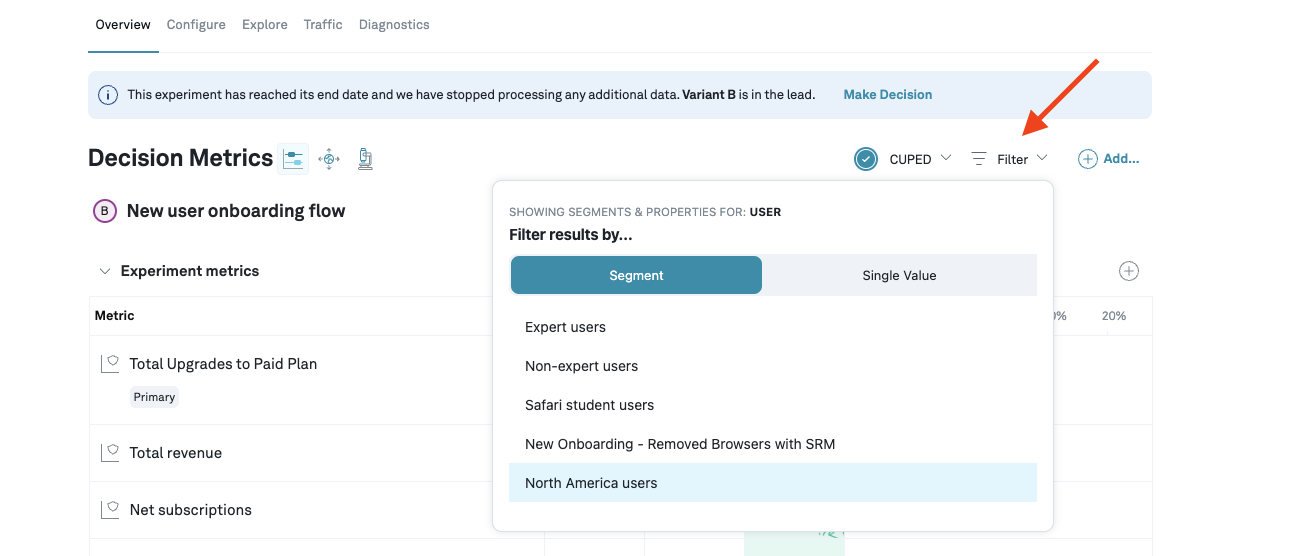 Overview Configure Explore Traffic Diagnostics
This experiment has reached its end date and we have stopped processing any additional data. Variant B is in the lead. Make Decision
Decision Metrics CUPED Filter Add...
SHOWING SEGMENTS & PROPERTIES FOR: USER
B New user onboarding flow
Filter results by...
Segment Single Value
Experiment metrics
Metric
20%
Expert users
Total Upgrades to Paid Plan
Non-expert users
Primary
Safari student users
New Onboarding - Removed Browsers with SRM
Total revenue
North America users
Net subscriptions